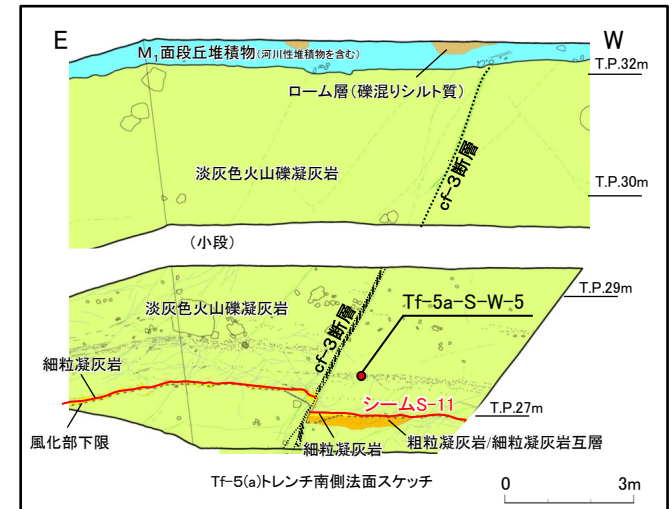 E
W
M₁面段丘堆積物(河川性堆積物を含む)
T.P.32m
ローム層(礫混りシルト質)
淡灰色火山礫凝灰岩
cf-3断層
T.P.30m
(小段)
淡灰色火山礫凝灰岩
cf-3断層
Tf-5a-S-W-5
T.P.29m
細粒凝灰岩
シームS-11
T.P.27m
風化部下限
細粒凝灰岩
粗粒凝灰岩/細粒凝灰岩互層
Tf-5(a)トレンチ南側法面スケッチ
0 3m